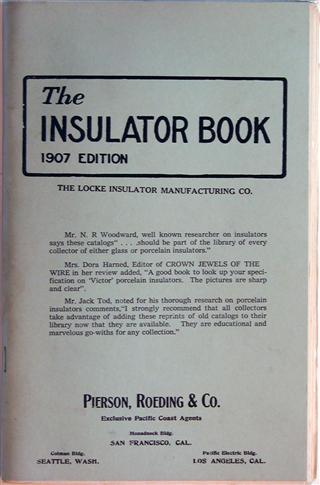 The
INSULATOR BOOK
1907 EDITION
THE LOCKE INSULATOR MANUFACTURING CO.
Mr. N. R Woodward, well known researcher on insulators
says these catalogs" . . . .should be part of the library of every
collector of either glass or porcelain insulators."
Mrs. Dora Harned, Editor of CROWN JEWELS OF THE
WIRE in her review added, "A good book to look up your speci-
fication on 'Victor' porcelain insulators. The pictures are sharp
and clear".
Mr. Jack Tod, noted for his thorough research on porcelain
insulators comments,"I strongly recommend that all collectors
take advantage of adding these reprints of old catalogs to their
library now that they are available. They are educational and
marvelous go-withs for any collection."
PIERSON, ROEDING & CO.
Exclusive Pacific Coast Agents
Monadnock Bldg.
SAN FRANCISCO, CAL.
Colman Bldg.
SEATTLE, WASH.
Pacific Electric Bldg.
LOS ANGELES, CAL.